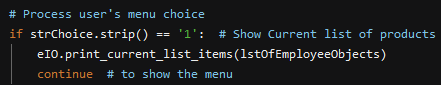 # Process user's menu choice
if strChoice.strip() == '1':  # Show Current list of products
    eIO.print_current_list_items(lstOfEmployeeObjects)
    continue  # to show the menu